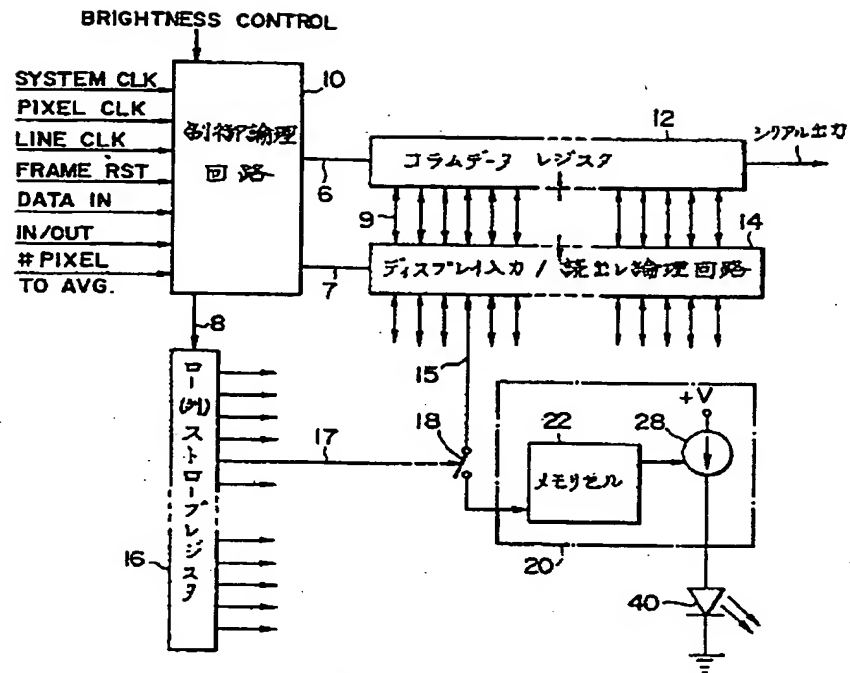 BRIGHTNESS CONTROL
SYSTEM CLK
PIXEL CLK
LINE CLK
FRAME RST
DATA IN
IN/OUT
# PIXEL
TO AVG.
10
制御論理
回路
6
7
8
12
コラムデータ レジスタ
シリアル出力
9
14
ディスプレイ入力 / 読出し論理回路
15
16
ロー(列)ストローブレジスタ
17
18
20
22
メモリセル
+V
28
40